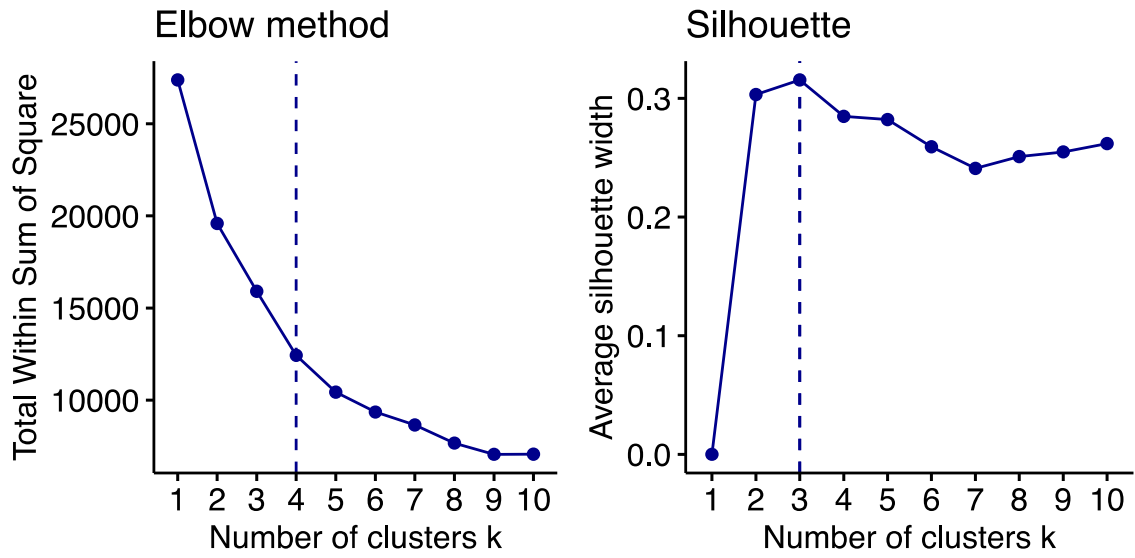 Elbow method
Total Within Sum of Square
25000
20000
15000
10000
1 2 3 4 5 6 7 8 9 10
Number of clusters k
Silhouette
Average silhouette width
0.3
0.2
0.1
0.0
1 2 3 4 5 6 7 8 9 10
Number of clusters k